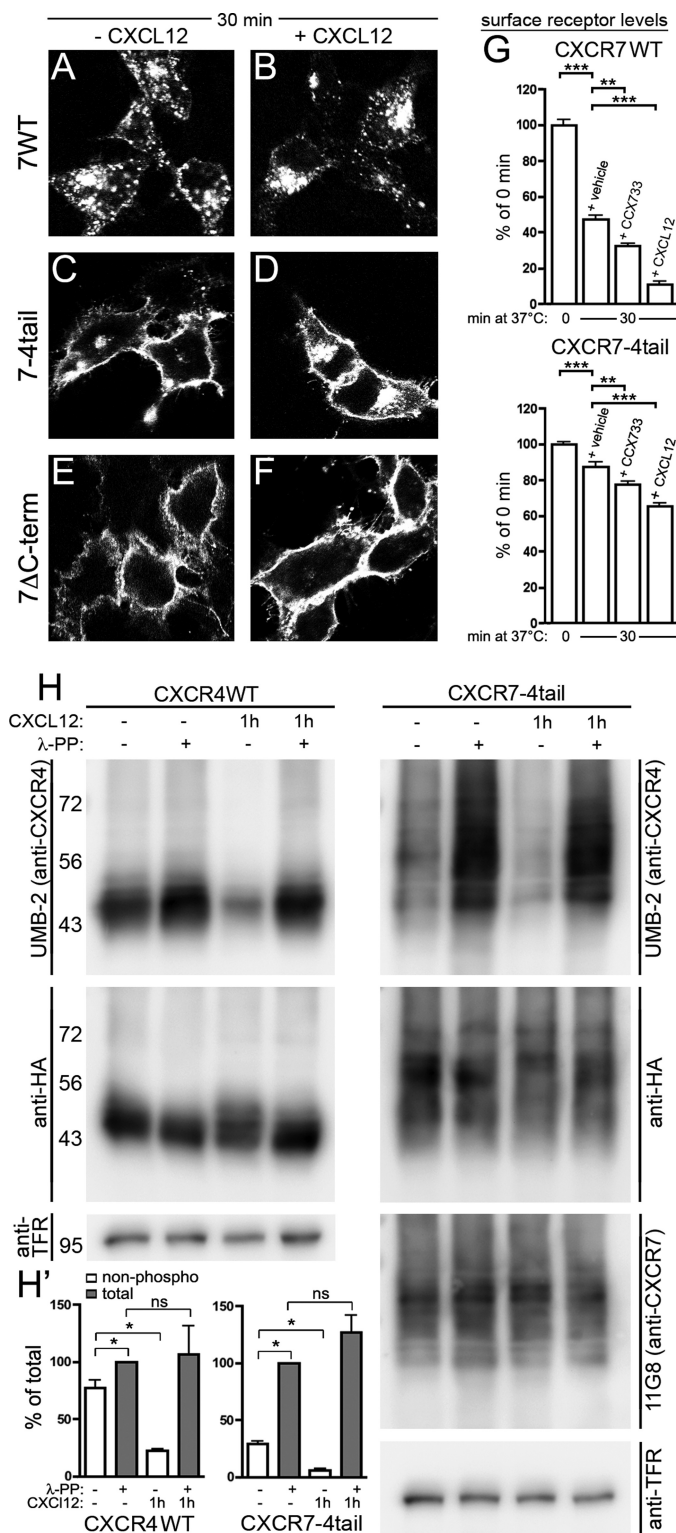 30 min
- CXCL12
+ CXCL12
A
B
7WT
C
D
7-4tail
E
F
7ΔC-term
surface receptor levels
G
CXCR7WT
***
**
***
120
100
80
60
40
20
0
% of 0 min
+ vehicle
+ CCX733
+ CXCL12
min at 37°C: 0 30
CXCR7-4tail
***
**
***
120
100
80
60
40
20
0
% of 0 min
+ vehicle
+ CCX733
+ CXCL12
min at 37°C: 0 30
H
CXCR4WT
CXCR7-4tail
CXCL12: - - 1h 1h - - 1h 1h
λ-PP: - + - + - + - +
UMB-2 (anti-CXCR4)
72
56
43
UMB-2 (anti-CXCR4)
anti-HA
72
56
43
anti-HA
anti-TFR
95
11G8 (anti-CXCR7)
anti-TFR
H'
non-phospho
total
% of total
150
100
50
0
*
*
ns
150
100
50
0
*
*
ns
λ-PP: - + - + - + - +
CXCl12: - - 1h 1h - - 1h 1h
CXCR4WT
CXCR7-4tail